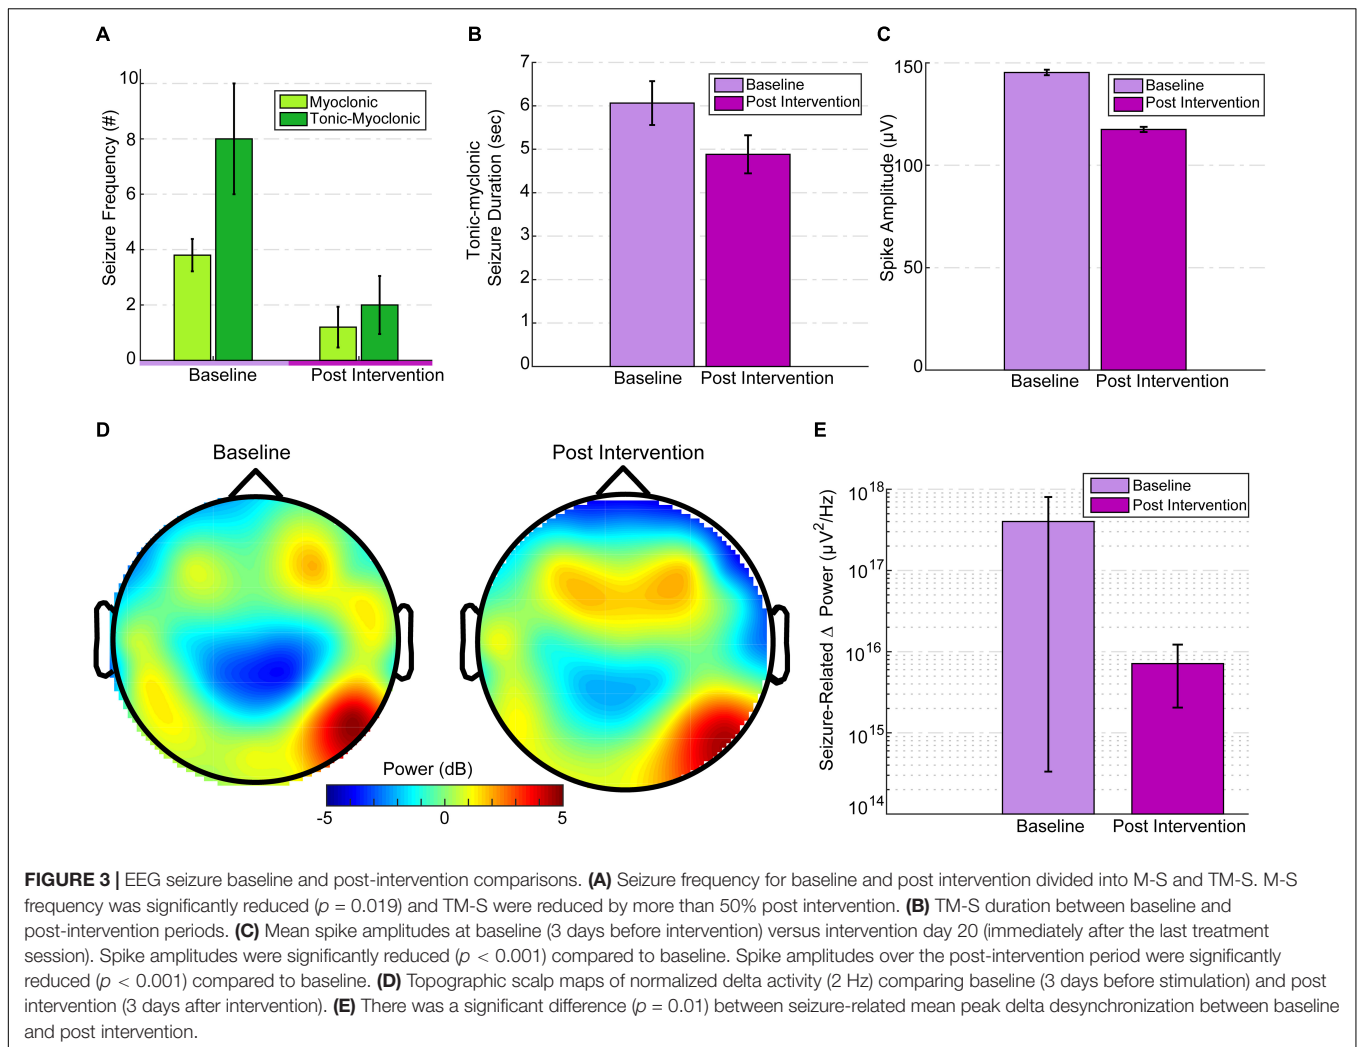 A
Seizure Frequency (#)
10
8
6
4
2
0
Myoclonic
Tonic-Myoclonic
Baseline
Post Intervention
B
Tonic-myclonic
Seizure Duration (sec)
7
6
5
4
3
2
1
0
Baseline
Post Intervention
Baseline
Post Intervention
C
Spike Amplitude (µV)
150
100
50
0
Baseline
Post Intervention
Baseline
Post Intervention
D
Baseline
Post Intervention
Power (dB)
-5
0
5
E
Seizure-Related Δ Power (µV²/Hz)
10¹⁸
10¹⁷
10¹⁶
10¹⁵
10¹⁴
Baseline
Post Intervention
Baseline
Post Intervention
FIGURE 3 | EEG seizure baseline and post-intervention comparisons. (A) Seizure frequency for baseline and post intervention divided into M-S and TM-S. M-S
frequency was significantly reduced (p = 0.019) and TM-S were reduced by more than 50% post intervention. (B) TM-S duration between baseline and
post-intervention periods. (C) Mean spike amplitudes at baseline (3 days before intervention) versus intervention day 20 (immediately after the last treatment
session). Spike amplitudes were significantly reduced (p < 0.001) compared to baseline. Spike amplitudes over the post-intervention period were significantly
reduced (p < 0.001) compared to baseline. (D) Topographic scalp maps of normalized delta activity (2 Hz) comparing baseline (3 days before stimulation) and post
intervention (3 days after intervention). (E) There was a significant difference (p = 0.01) between seizure-related mean peak delta desynchronization between baseline
and post intervention.